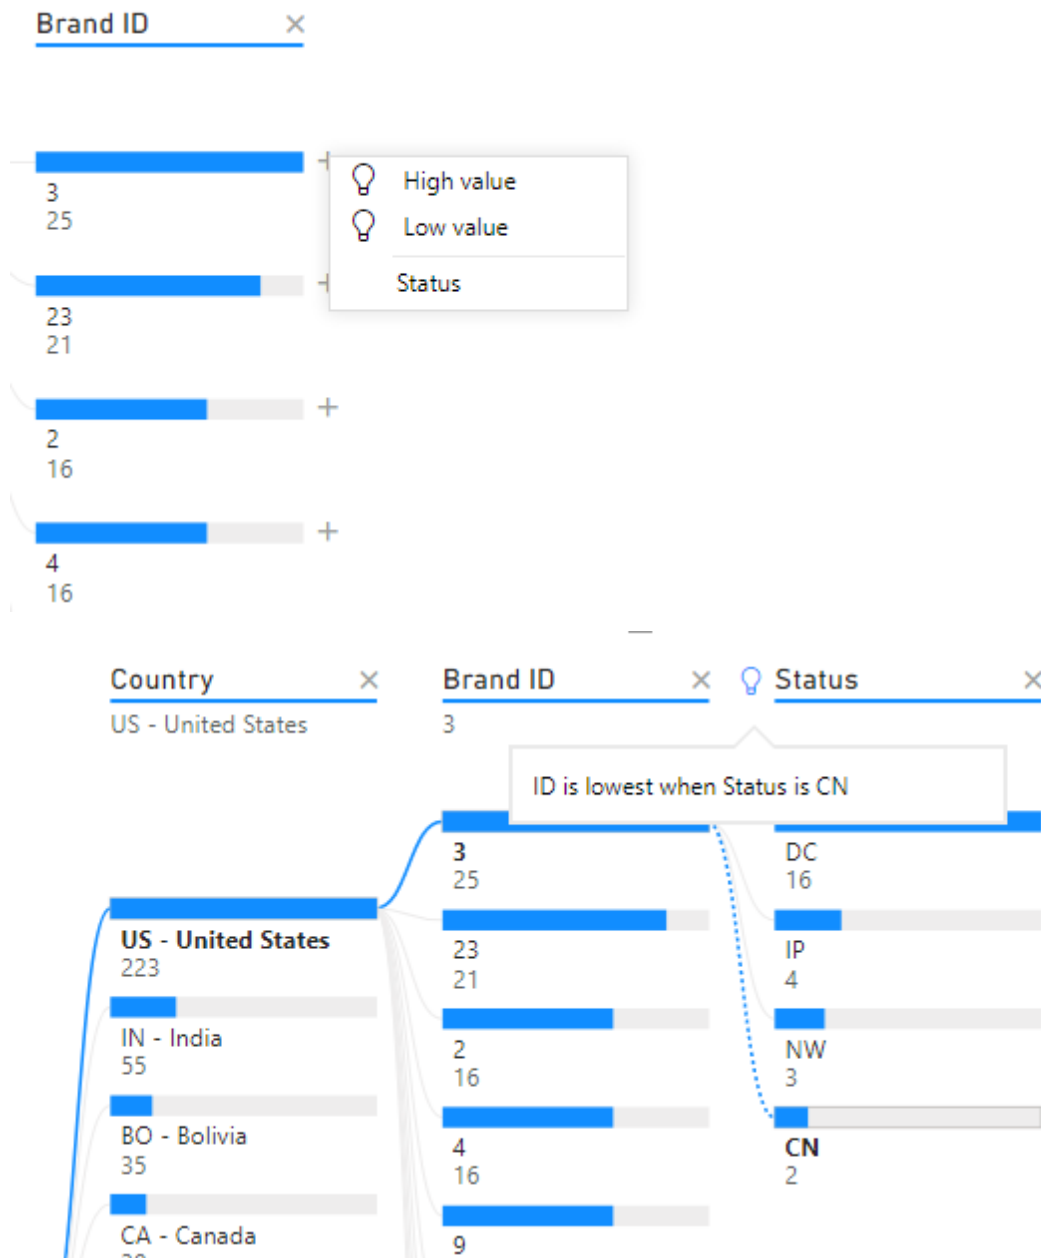 Brand ID
3
25
High value
Low value
Status
23
21
2
16
4
16
Country
Brand ID
Status
US - United States
3
ID is lowest when Status is CN
3
25
DC
16
US - United States
223
23
21
IP
4
IN - India
55
2
16
NW
3
BO - Bolivia
35
4
16
CN
2
CA - Canada
9